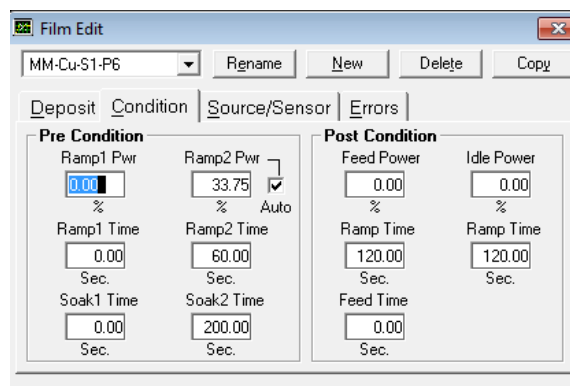 Film Edit
MM-Cu-S1-P6 Rename New Delete Copy
Deposit Condition Source/Sensor Errors
Pre Condition Post Condition
Ramp1 Pwr Ramp2 Pwr Feed Power Idle Power
0.00 33.75 0.00 0.00
% % Auto % %
Ramp1 Time Ramp2 Time Ramp Time Ramp Time
0.00 60.00 120.00 120.00
Sec. Sec. Sec. Sec.
Soak1 Time Soak2 Time Feed Time
0.00 200.00 0.00
Sec. Sec. Sec.